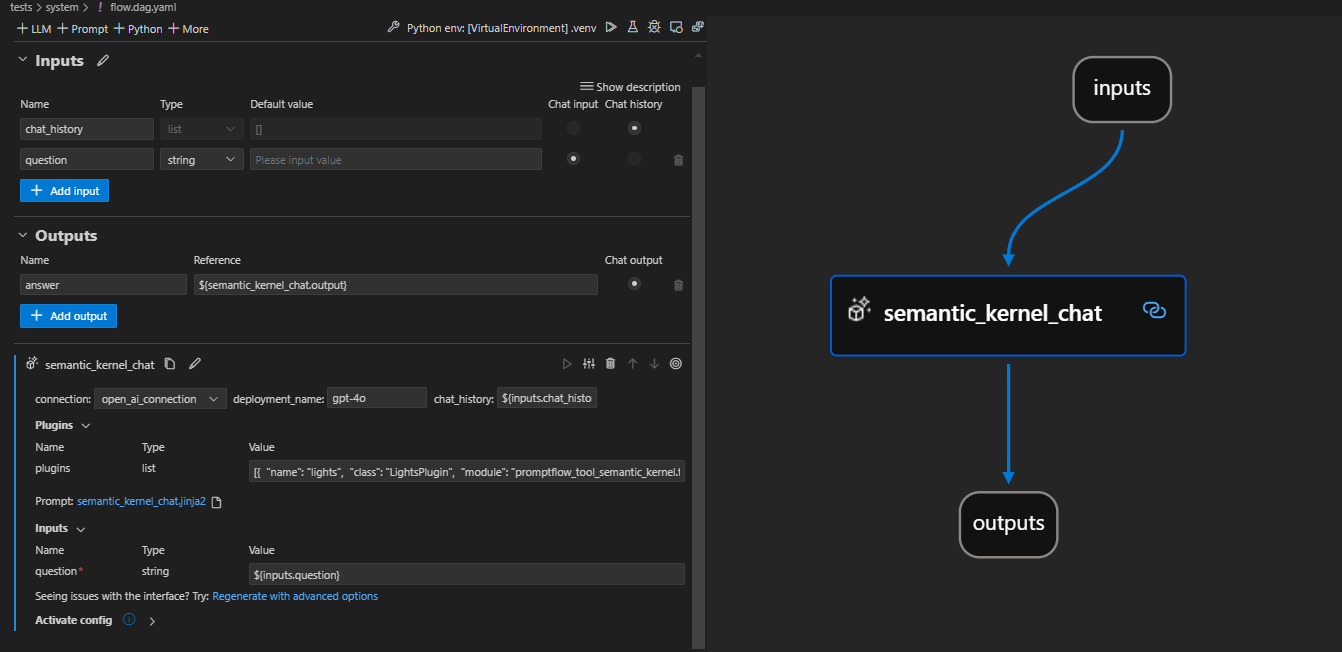 tests > system > ! flow.dag.yaml
+ LLM + Prompt + Python + More Python env: [VirtualEnvironment] .venv
Inputs
Show description
Name Type Default value Chat input Chat history
chat_history list []
question string Please input value
+ Add input
Outputs
Name Reference Chat output
answer ${semantic_kernel_chat.output}
+ Add output
semantic_kernel_chat
connection: open_ai_connection deployment_name: gpt-4o chat_history: ${inputs.chat_histo
Plugins
Name Type Value
plugins list [{ "name": "lights", "class": "LightsPlugin", "module": "promptflow_tool_semantic_kernel.t
Prompt: semantic_kernel_chat.jinja2
Inputs
Name Type Value
question* string ${inputs.question}
Seeing issues with the interface? Try: Regenerate with advanced options
Activate config
inputs
semantic_kernel_chat
outputs